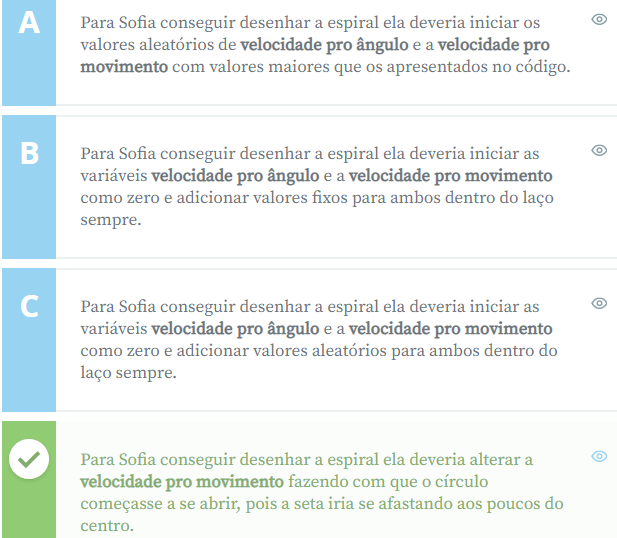 A
Para Sofia conseguir desenhar a espiral ela deveria iniciar os
valores aleatórios de velocidade pro ângulo e a velocidade pro
movimento com valores maiores que os apresentados no código.
B
Para Sofia conseguir desenhar a espiral ela deveria iniciar as
variáveis velocidade pro ângulo e a velocidade pro movimento
como zero e adicionar valores fixos para ambos dentro do laço
sempre.
C
Para Sofia conseguir desenhar a espiral ela deveria iniciar as
variáveis velocidade pro ângulo e a velocidade pro movimento
como zero e adicionar valores aleatórios para ambos dentro do
laço sempre.
Para Sofia conseguir desenhar a espiral ela deveria alterar a
velocidade pro movimento fazendo com que o círculo
começasse a se abrir, pois a seta iria se afastando aos poucos do
centro.